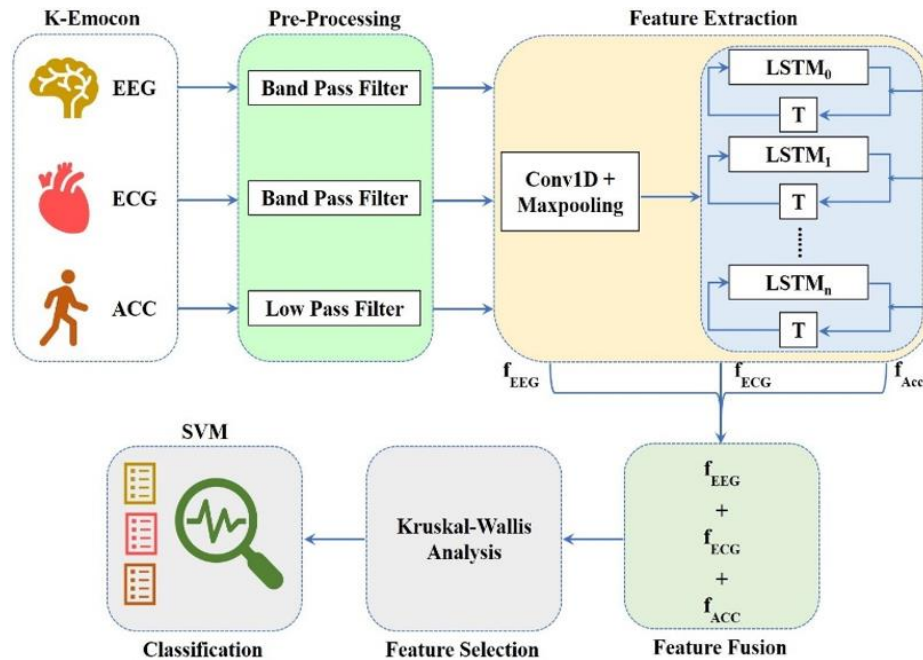 K-Emocon
EEG
ECG
ACC
Pre-Processing
Band Pass Filter
Band Pass Filter
Low Pass Filter
Feature Extraction
Conv1D +
Maxpooling
LSTM0
T
LSTM1
T
LSTMn
T
fEEG
fECG
fAcc
SVM
Classification
Kruskal-Wallis
Analysis
Feature Selection
fEEG
+
fECG
+
fACC
Feature Fusion